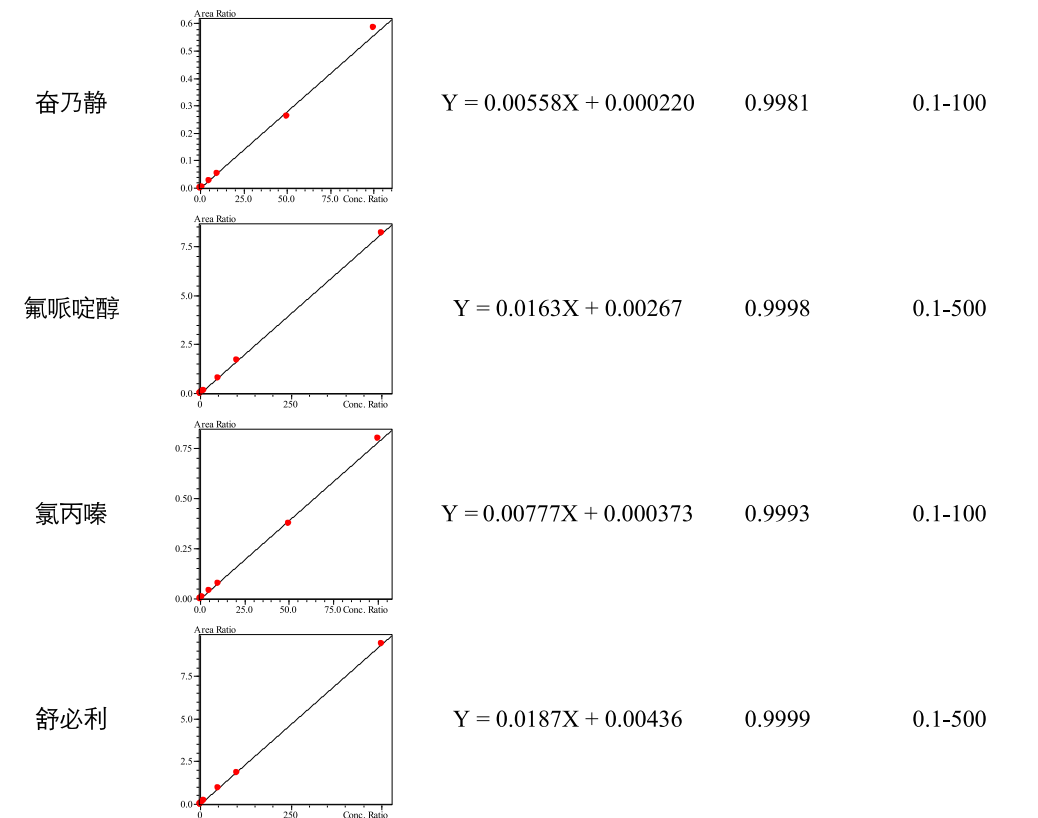 Area Ratio
0.6
0.5
0.4
0.3
0.2
0.1
0.0
0.0 25.0 50.0 75.0 Conc. Ratio
奋乃静
Y = 0.00558X + 0.000220
0.9981
0.1-100
Area Ratio
7.5
5.0
2.5
0.0
0 250 Conc. Ratio
氟哌啶醇
Y = 0.0163X + 0.00267
0.9998
0.1-500
Area Ratio
0.75
0.50
0.25
0.00
0.0 25.0 50.0 75.0 Conc. Ratio
氯丙嗪
Y = 0.00777X + 0.000373
0.9993
0.1-100
Area Ratio
7.5
5.0
2.5
0.0
0 250 Conc. Ratio
舒必利
Y = 0.0187X + 0.00436
0.9999
0.1-500